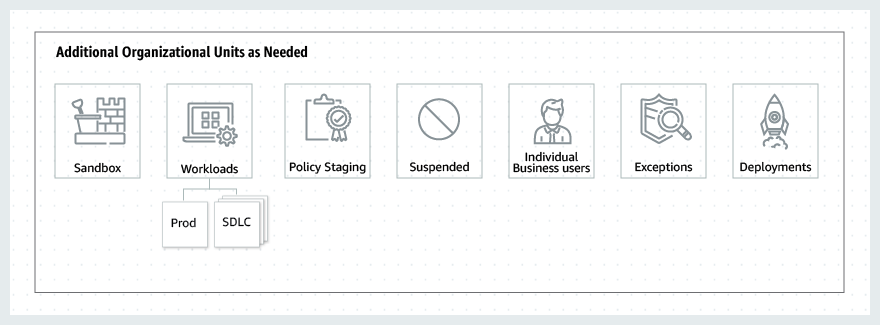 Additional Organizational Units as Needed
Sandbox
Workloads
Policy Staging
Suspended
Individual
Business users
Exceptions
Deployments
Prod
SDLC